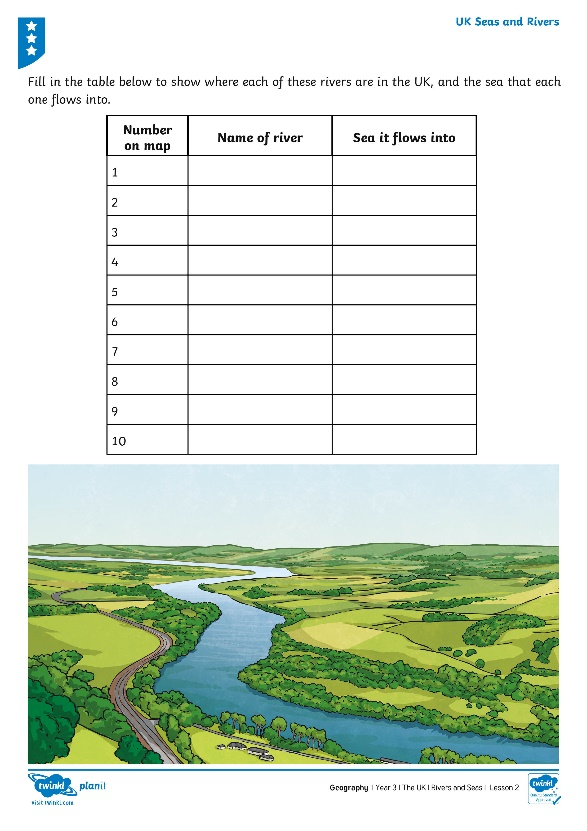 UK Seas and Rivers
Fill in the table below to show where each of these rivers are in the UK, and the sea that each
one flows into.
Number on map | Name of river | Sea it flows into
1
2
3
4
5
6
7
8
9
10
twinkl planit
visit twinkl.com
Geography | Year 3 | The UK | Rivers and Seas | Lesson 2
twinkl